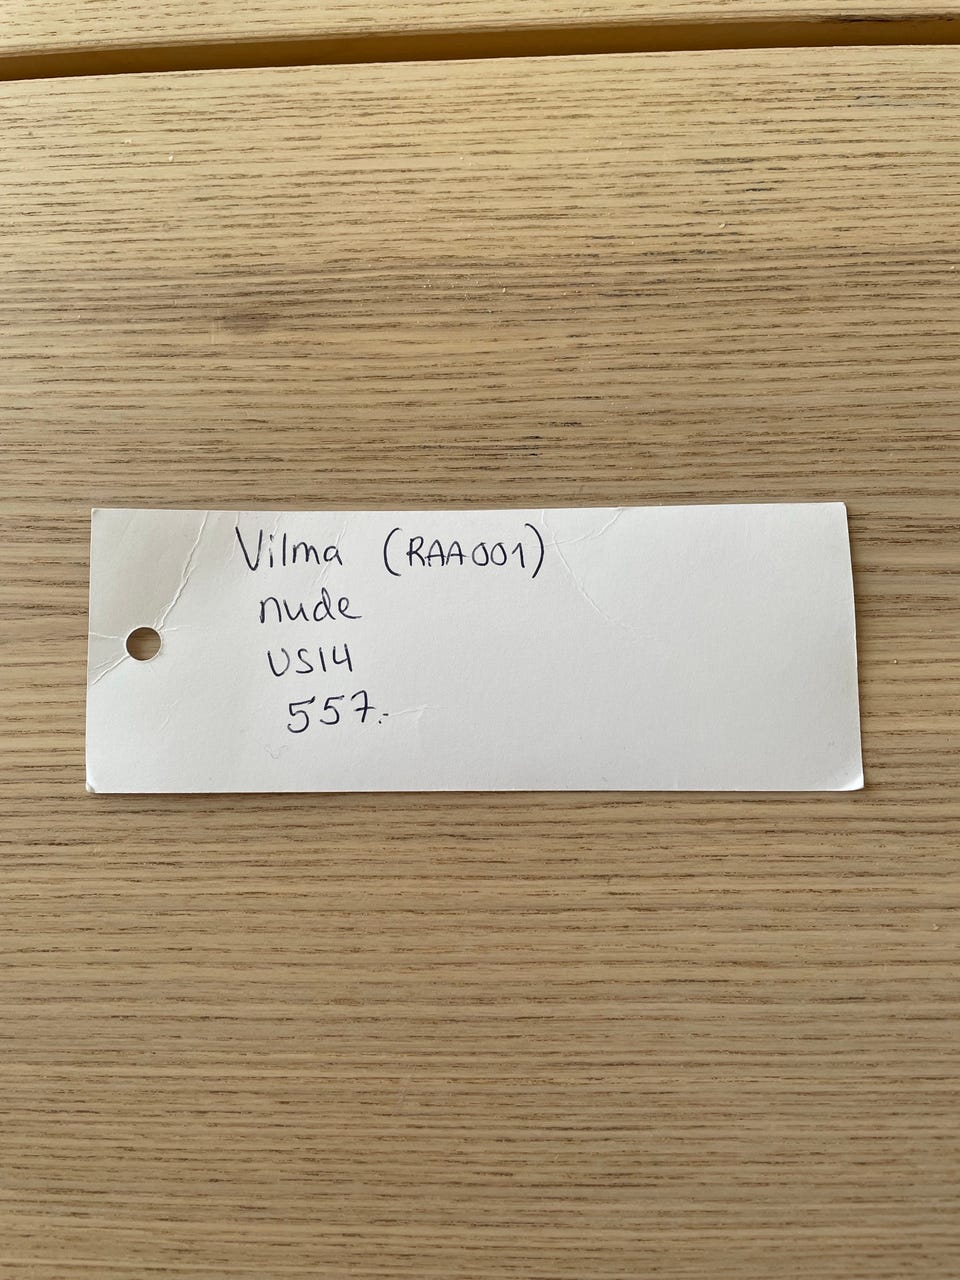 Vilma (RAA001)
nude
US14
557.-